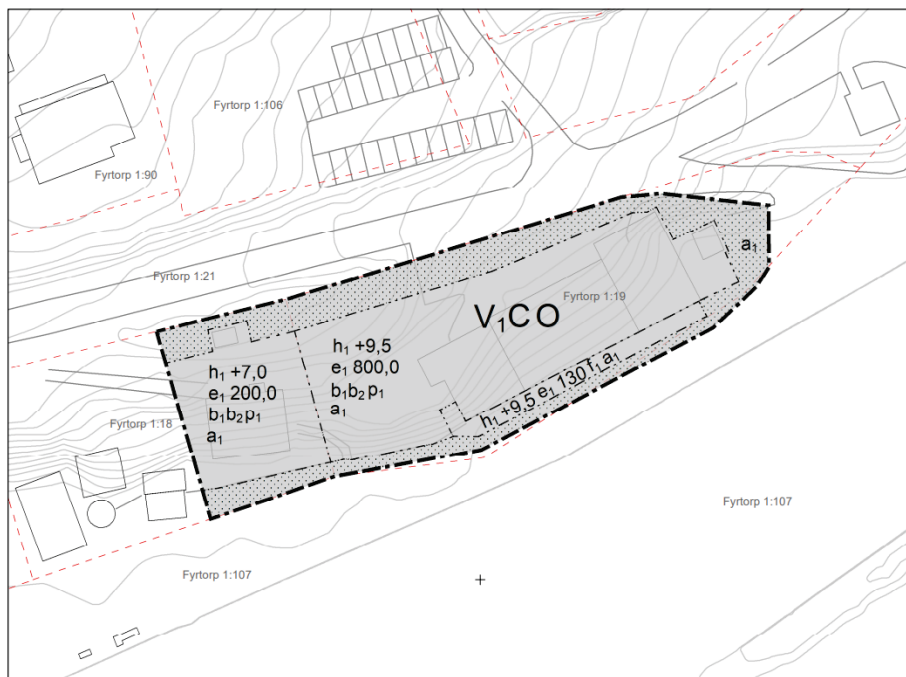 Fyrtorp 1:106
Fyrtorp 1:90
Fyrtorp 1:21
a₁
Fyrtorp 1:19
V₁CO
h₁ +9,5
e₁ 800,0
b₁b₂p₁
a₁
h₁ +7,0
e₁ 200,0
b₁b₂p₁
a₁
h₁ +9,5 e₁ 130 f₁ a₁
Fyrtorp 1:18
Fyrtorp 1:107
Fyrtorp 1:107